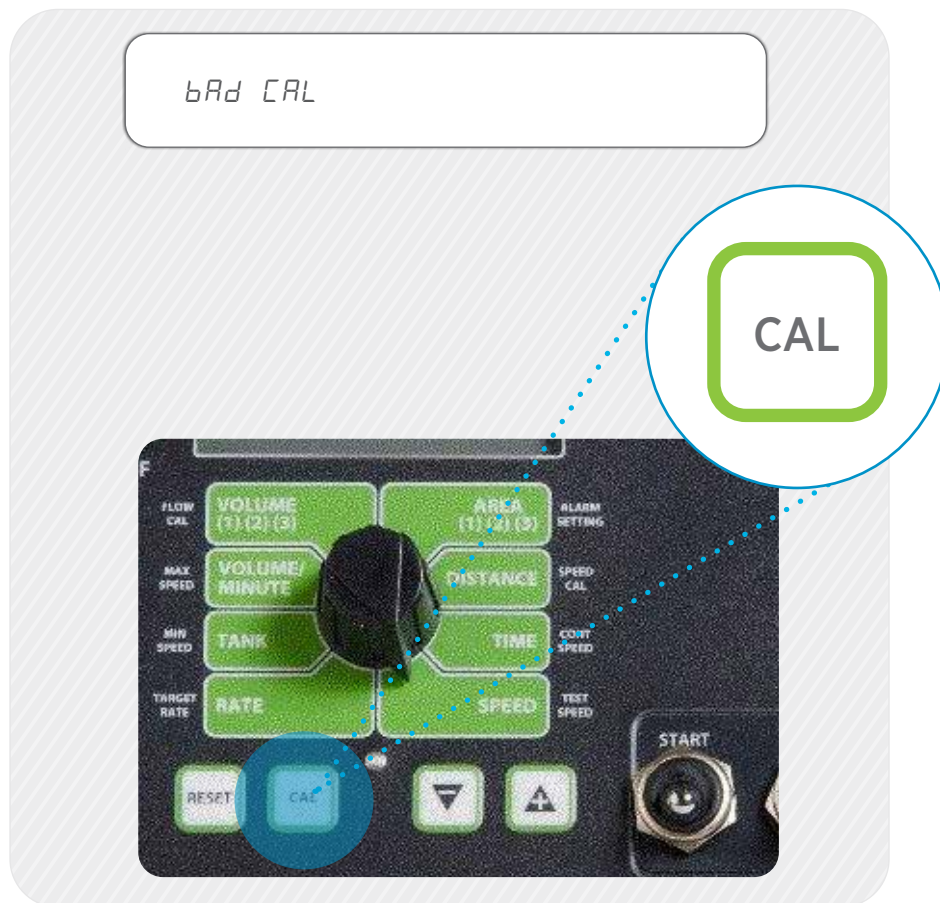 bAd CAL
CAL
F
FLOW
CAL
VOLUME
(1) (2) (3)
AREA
(1) (2) (3)
ALARM
SETTING
MAX
SPEED
VOLUME/
MINUTE
DISTANCE
SPEED
CAL
MIN
SPEED
TANK
TIME
CONT
SPEED
TARGET
RATE
RATE
SPEED
TEST
SPEED
START
RESET
CAL